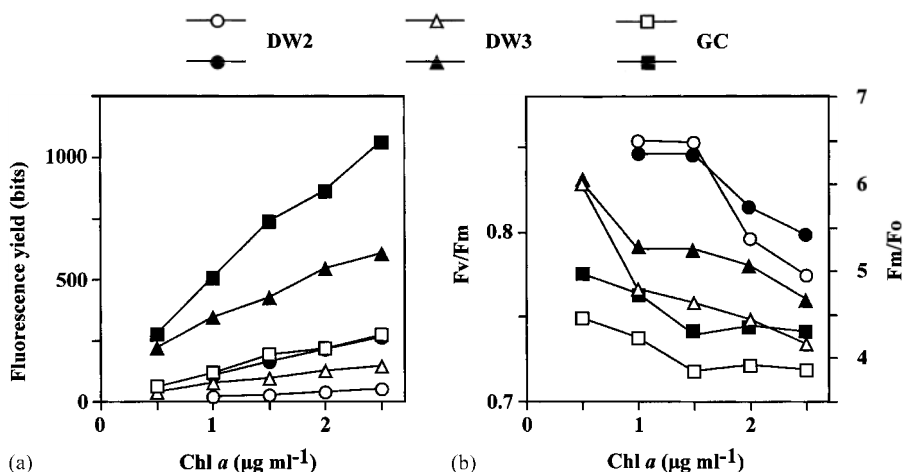 DW2 DW3 GC
Fluorescence yield (bits)
1000
500
250
0
0 1 2
(a) Chl a (µg ml-1)
Fv/Fm
0.8
0.7
0 1 2
7
6
5
4
Fm/Fo
(b) Chl a (µg ml-1)